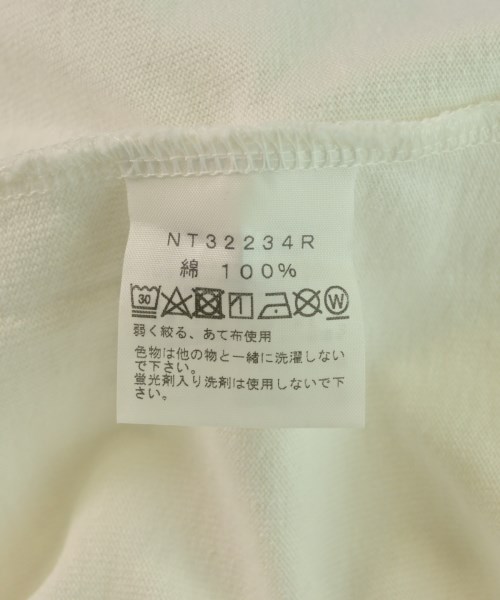 NT32234R
綿 100%
30 W
弱く絞る、あて布使用
色物は他の物と一緒に洗濯しない
で下さい。
蛍光剤入り洗剤は使用しないで下
さい。